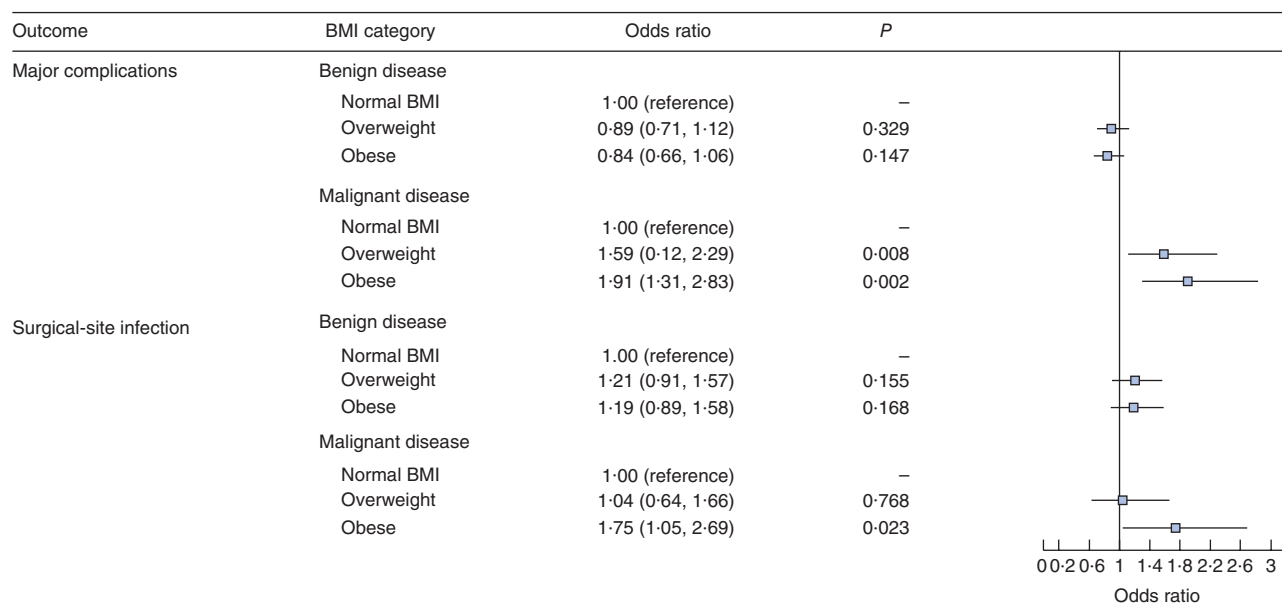 Outcome BMI category Odds ratio P
Major complications Benign disease
Normal BMI 1·00 (reference) –
Overweight 0·89 (0·71, 1·12) 0·329
Obese 0·84 (0·66, 1·06) 0·147
Malignant disease
Normal BMI 1·00 (reference) –
Overweight 1·59 (0·12, 2·29) 0·008
Obese 1·91 (1·31, 2·83) 0·002
Surgical-site infection Benign disease
Normal BMI 1.00 (reference) –
Overweight 1·21 (0·91, 1·57) 0·155
Obese 1·19 (0·89, 1·58) 0·168
Malignant disease
Normal BMI 1·00 (reference) –
Overweight 1·04 (0·64, 1·66) 0·768
Obese 1·75 (1·05, 2·69) 0·023
0 0·2 0·6 1 1·4 1·8 2·2 2·6 3
Odds ratio